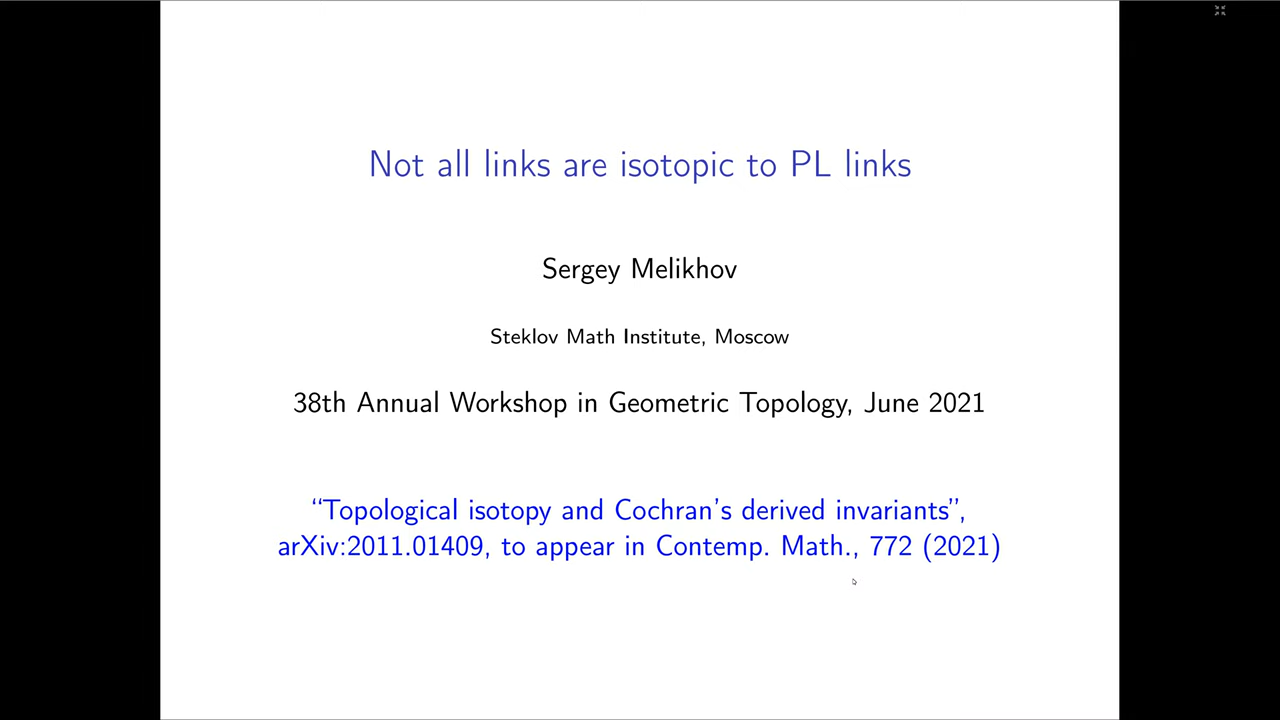 Not all links are isotopic to PL links
Sergey Melikhov
Steklov Math Institute, Moscow
38th Annual Workshop in Geometric Topology, June 2021
“Topological isotopy and Cochran's derived invariants”,
arXiv:2011.01409, to appear in Contemp. Math., 772 (2021)